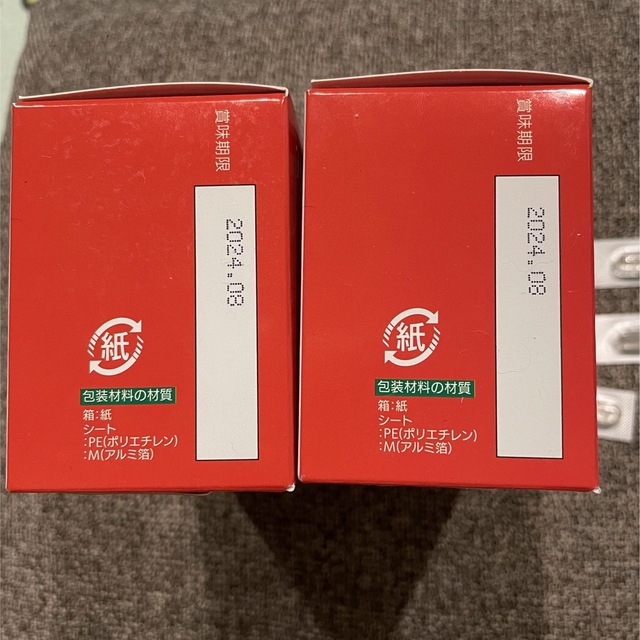 賞味期限
2024.08
紙
包装材料の材質
箱:紙
シート
:PE(ポリエチレン)
:M(アルミ箔)
賞味期限
2024.08
紙
包装材料の材質
箱:紙
シート
:PE(ポリエチレン)
:M(アルミ箔)